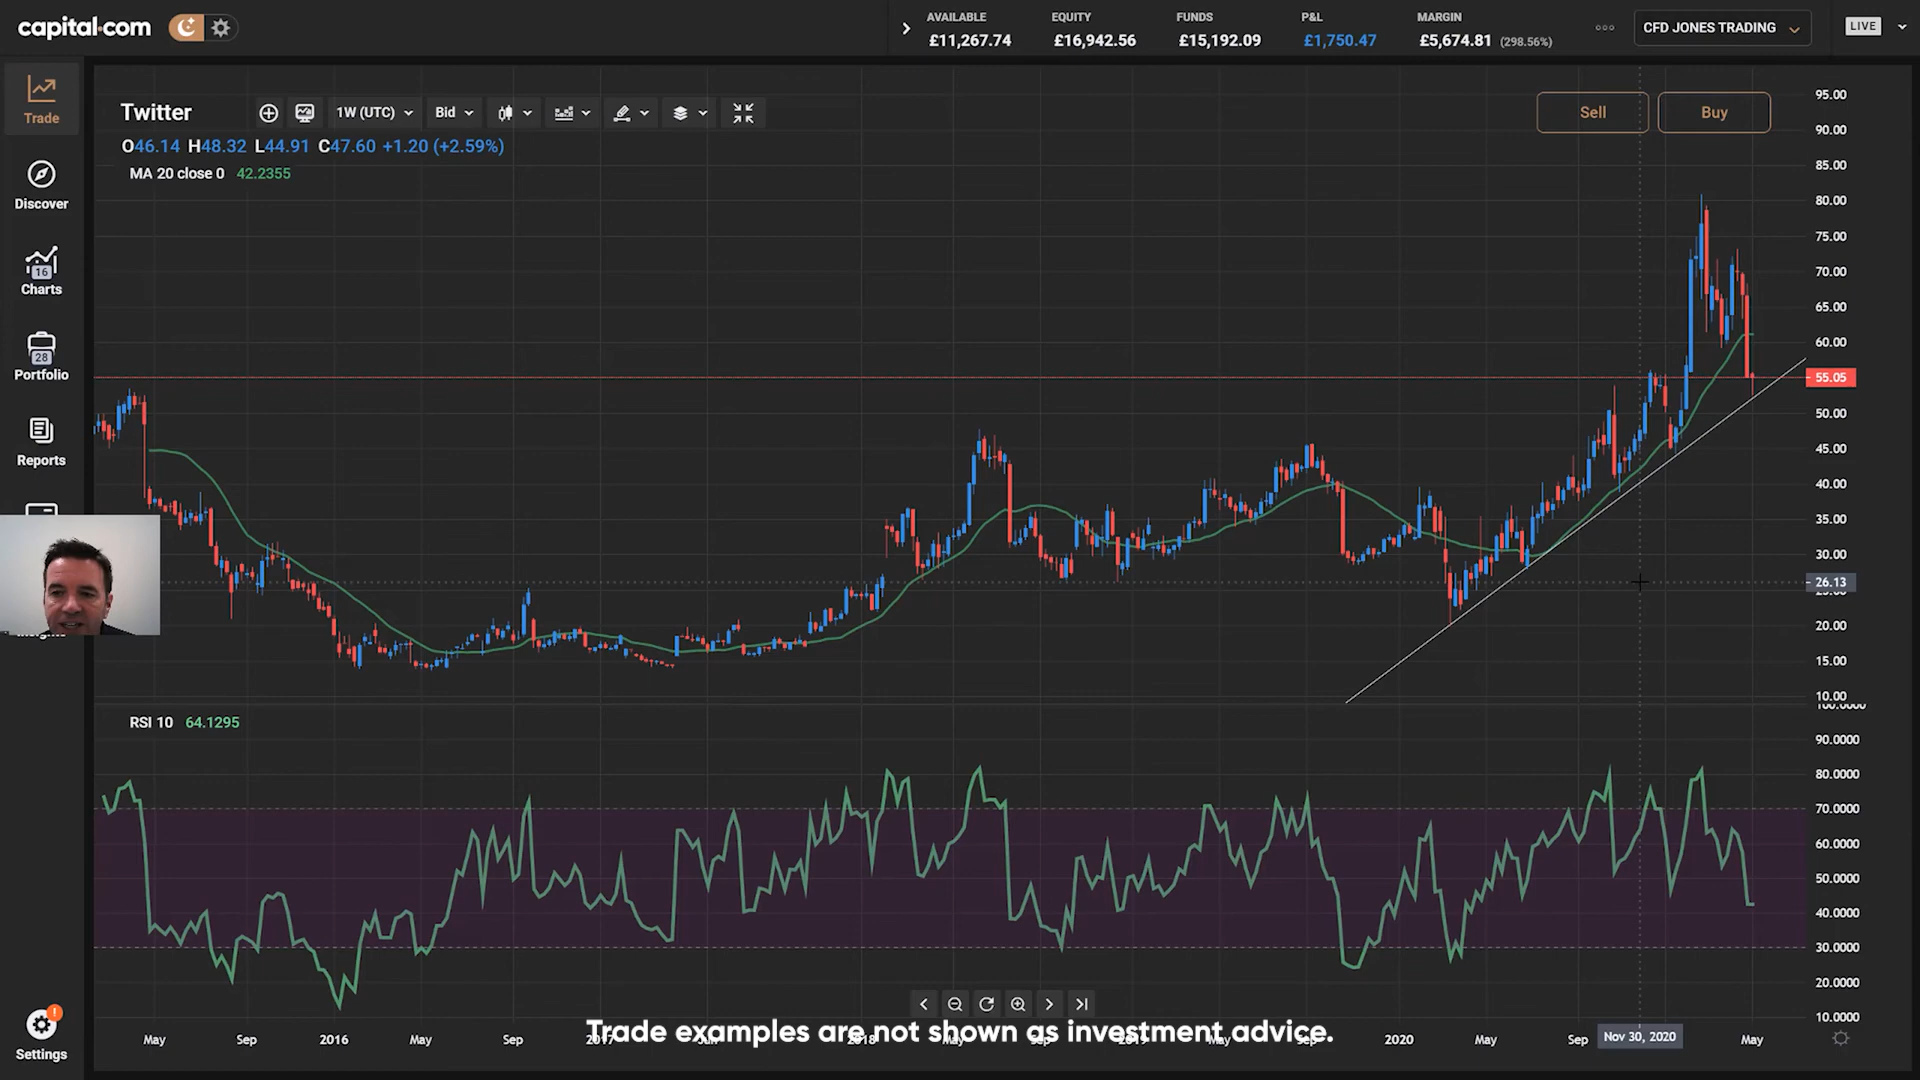 capital.com
AVAILABLE EQUITY FUNDS P&L MARGIN
£11,267.74 £16,942.56 £15,192.09 £1,750.47 £5,674.81 (298.56%)
CFD JONES TRADING
LIVE
Trade
Discover
16
Charts
28
Portfolio
Reports
!
Settings
Twitter
1W (UTC)
Bid
Sell
Buy
O46.14 H48.32 L44.91 C47.60 +1.20 (+2.59%)
MA 20 close 0 42.2355
95.00
90.00
85.00
80.00
75.00
70.00
65.00
60.00
55.05
50.00
45.00
40.00
35.00
30.00
26.13
20.00
15.00
10.00
RSI 10 64.1295
90.0000
80.0000
70.0000
60.0000
50.0000
40.0000
30.0000
20.0000
10.0000
May Sep 2016 May Sep 2017 2018 2019 May Sep 2020 May Sep Nov 30, 2020 May
Trade examples are not shown as investment advice.